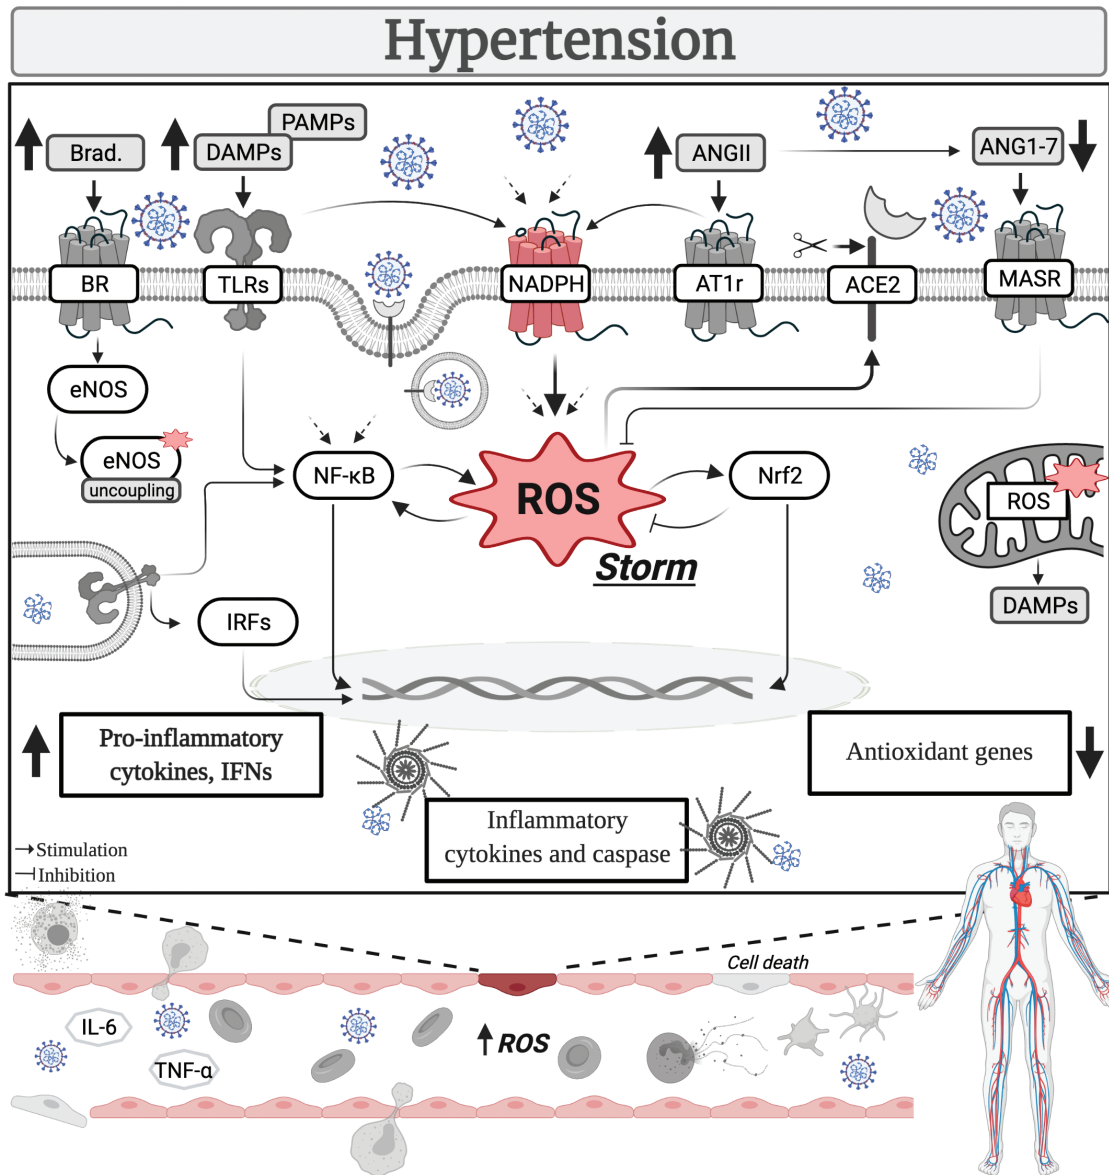 Hypertension
PAMPs
Brad.
DAMPs
ANGII
ANG1-7
BR
TLRs
NADPH
AT1r
ACE2
MASR
eNOS
eNOS
uncoupling
NF-κB
ROS
Nrf2
ROS
Storm
DAMPs
IRFs
Pro-inflammatory
cytokines, IFNs
Antioxidant genes
Inflammatory
cytokines and caspase
Stimulation
Inhibition
Cell death
IL-6
ROS
TNF-α